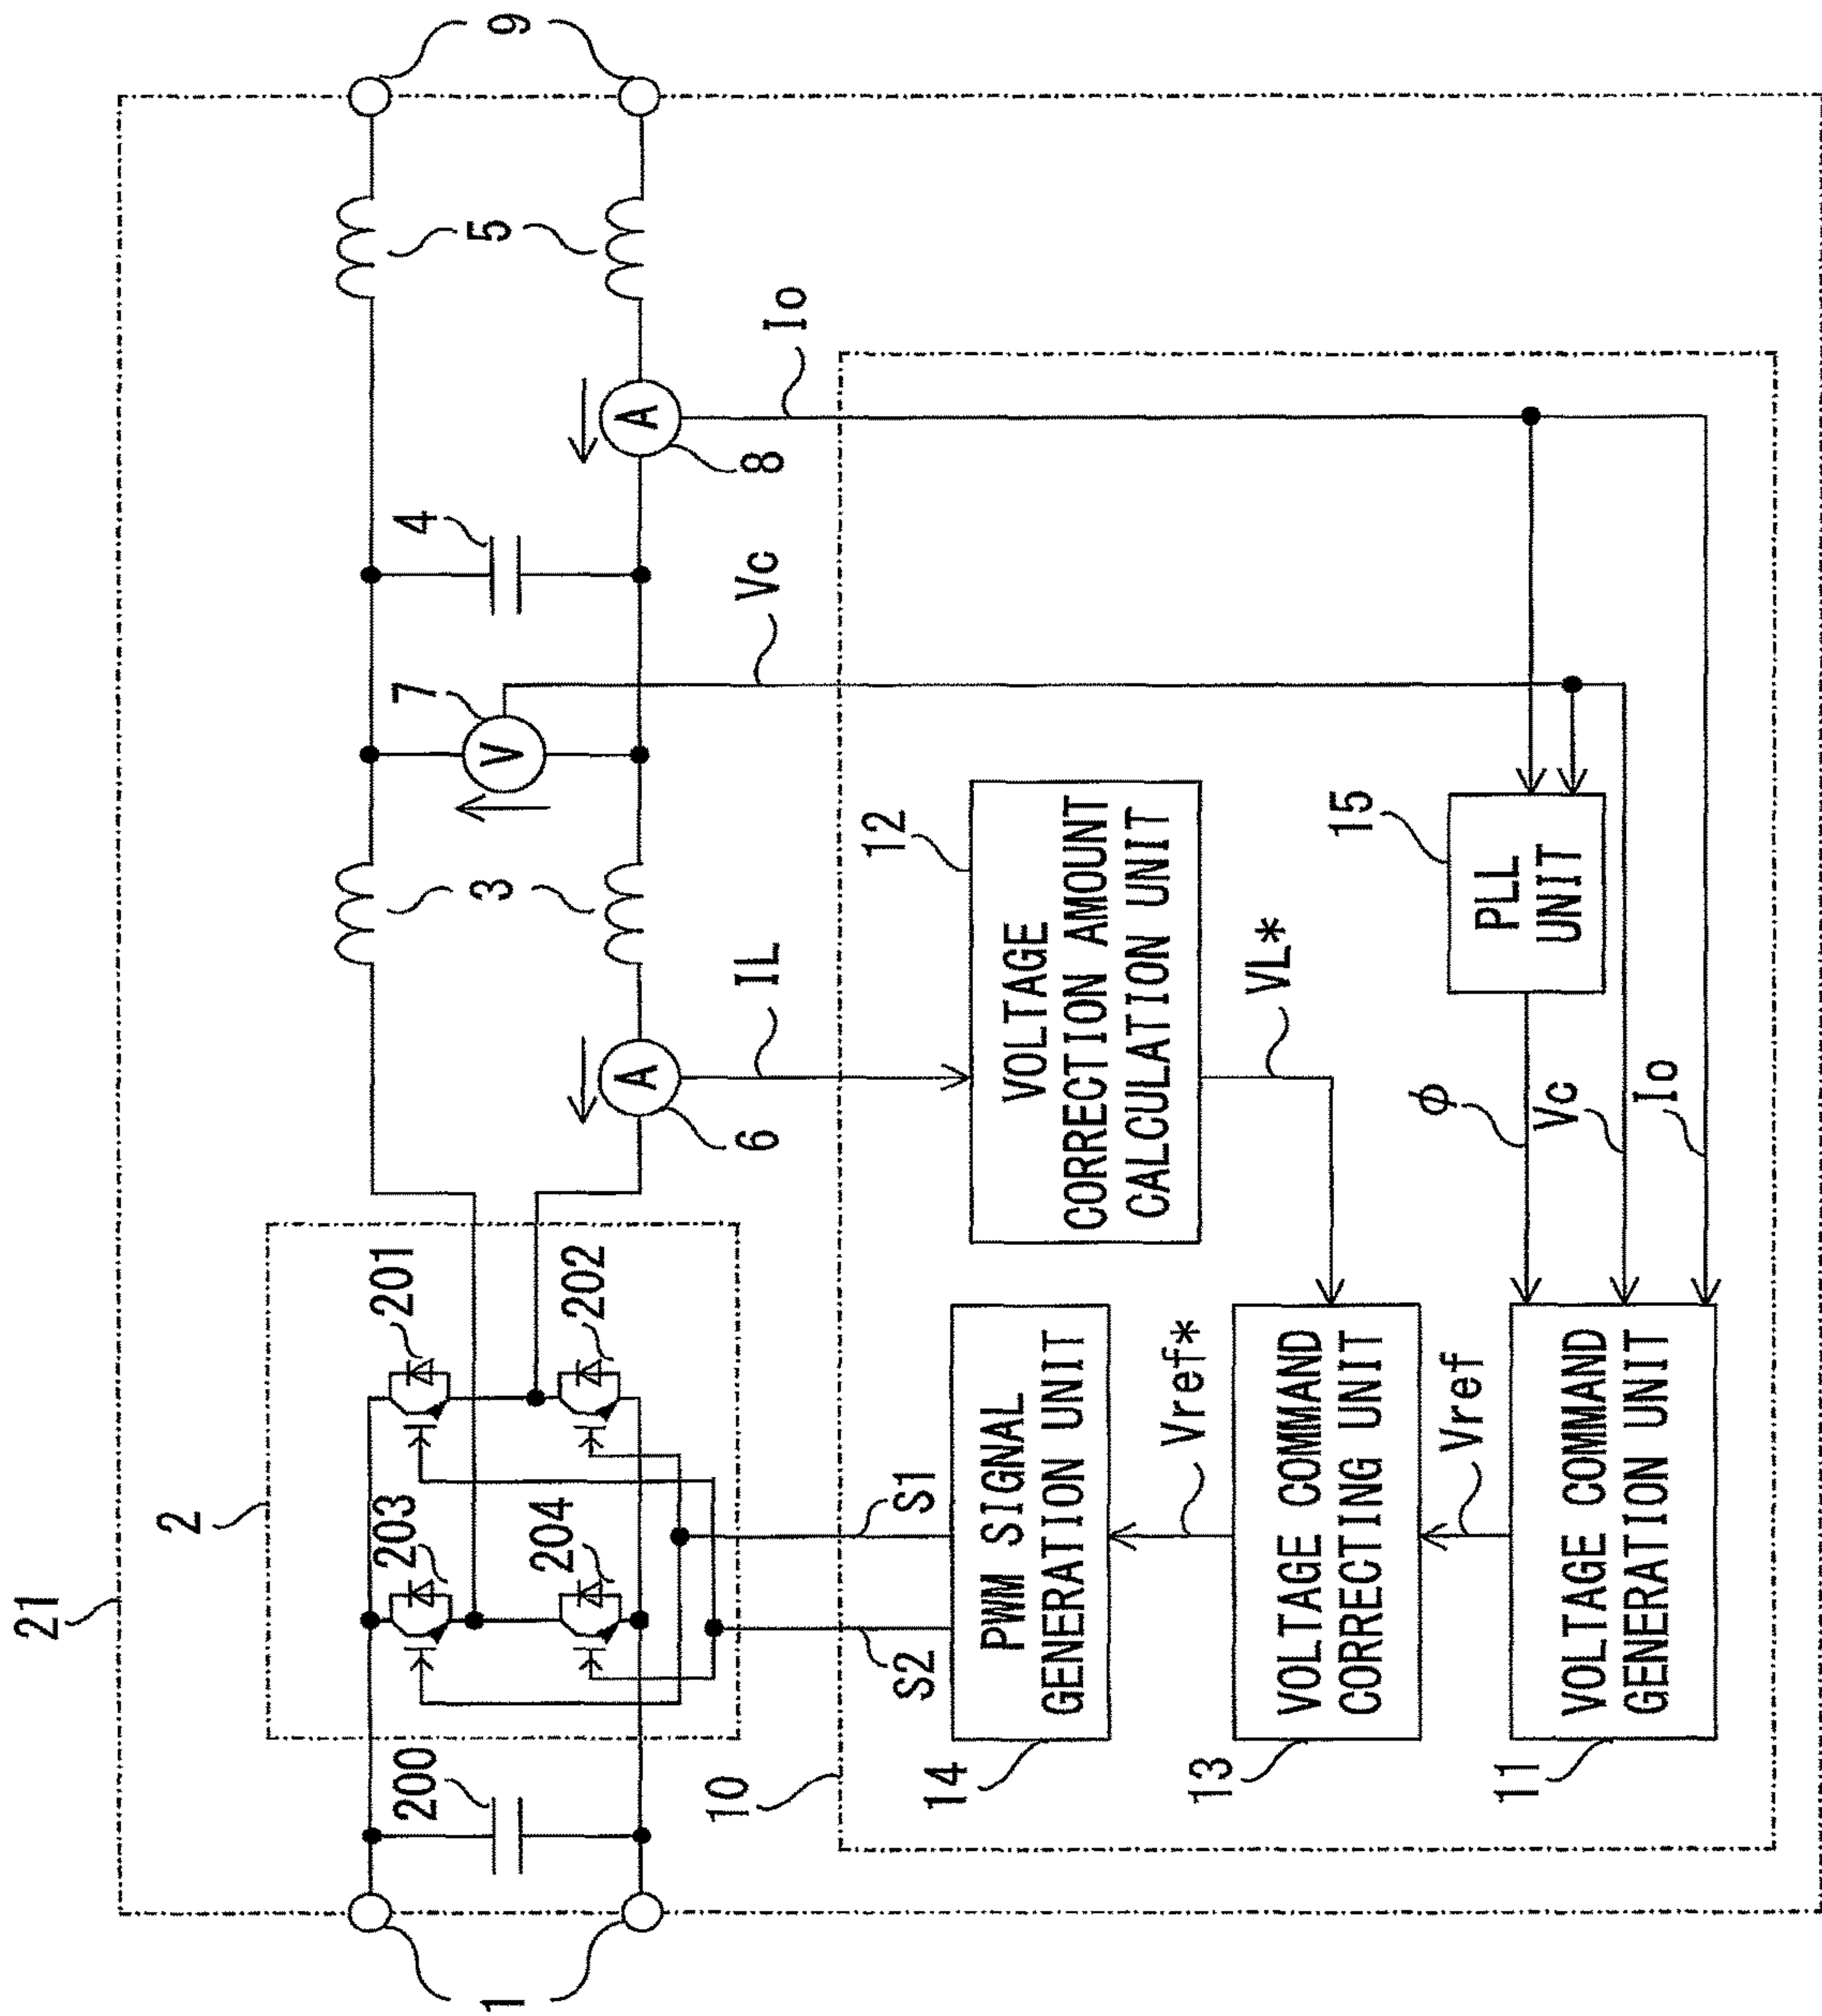 21
2
203
201
204
202
200
1
3
7
4
5
9
6
8
IL
Vc
Io
10
S2
S1
14
PWM SIGNAL
GENERATION UNIT
12
VOLTAGE
CORRECTION AMOUNT
CALCULATION UNIT
Vref*
VL*
13
VOLTAGE COMMAND
CORRECTING UNIT
Vref
15
PLL
UNIT
φ
Vc
Io
11
VOLTAGE COMMAND
GENERATION UNIT
V
A
A